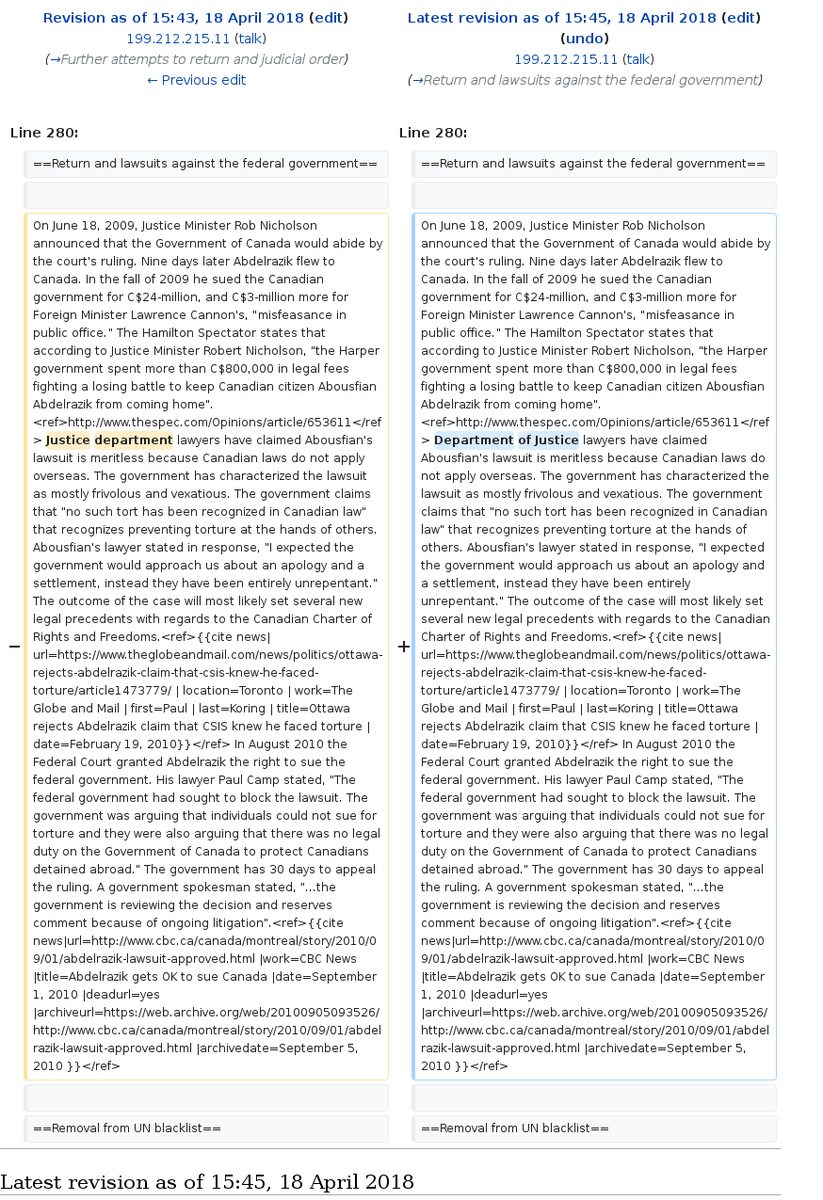 Revision as of 15:43, 18 April 2018 (edit)
199.212.215.11 (talk)
(→Further attempts to return and judicial order)
← Previous edit
Latest revision as of 15:45, 18 April 2018 (edit)
(undo)
199.212.215.11 (talk)
(→Return and lawsuits against the federal government)
Line 280:
Line 280:
==Return and lawsuits against the federal government==
==Return and lawsuits against the federal government==
−
On June 18, 2009, Justice Minister Rob Nicholson
announced that the Government of Canada would abide by
the court's ruling. Nine days later Abdelrazik flew to
Canada. In the fall of 2009 he sued the Canadian
government for C$24-million, and C$3-million more for
Foreign Minister Lawrence Cannon's, "misfeasance in
public office." The Hamilton Spectator states that
according to Justice Minister Robert Nicholson, "the Harper
government spent more than C$800,000 in legal fees
fighting a losing battle to keep Canadian citizen Abousfian
Abdelrazik from coming home".
<ref>http://www.thespec.com/Opinions/article/653611</ref
> Justice department lawyers have claimed Abousfian's
lawsuit is meritless because Canadian laws do not apply
overseas. The government has characterized the lawsuit
as mostly frivolous and vexatious. The government claims
that "no such tort has been recognized in Canadian law"
that recognizes preventing torture at the hands of others.
Abousfian's lawyer stated in response, "I expected the
government would approach us about an apology and a
settlement, instead they have been entirely unrepentant."
The outcome of the case will most likely set several new
legal precedents with regards to the Canadian Charter of
Rights and Freedoms.<ref>{{cite news|
url=https://www.theglobeandmail.com/news/politics/ottawa-
rejects-abdelrazik-claim-that-csis-knew-he-faced-
torture/article1473779/ | location=Toronto | work=The
Globe and Mail | first=Paul | last=Koring | title=Ottawa
rejects Abdelrazik claim that CSIS knew he faced torture |
date=February 19, 2010}}</ref> In August 2010 the
Federal Court granted Abdelrazik the right to sue the
federal government. His lawyer Paul Camp stated, "The
federal government had sought to block the lawsuit. The
government was arguing that individuals could not sue for
torture and they were also arguing that there was no legal
duty on the Government of Canada to protect Canadians
detained abroad." The government has 30 days to appeal
the ruling. A government spokesman stated, "...the
government is reviewing the decision and reserves
comment because of ongoing litigation".<ref>{{cite
news|url=http://www.cbc.ca/canada/montreal/story/2010/0
9/01/abdelrazik-lawsuit-approved.html |work=CBC News
|title=Abdelrazik gets OK to sue Canada |date=September
1, 2010 |deadurl=yes
|archiveurl=https://web.archive.org/web/20100905093526/
http://www.cbc.ca/canada/montreal/story/2010/09/01/abdel
razik-lawsuit-approved.html |archivedate=September 5,
2010 }}</ref>
+
On June 18, 2009, Justice Minister Rob Nicholson
announced that the Government of Canada would abide by
the court's ruling. Nine days later Abdelrazik flew to
Canada. In the fall of 2009 he sued the Canadian
government for C$24-million, and C$3-million more for
Foreign Minister Lawrence Cannon's, "misfeasance in
public office." The Hamilton Spectator states that
according to Justice Minister Robert Nicholson, "the Harper
government spent more than C$800,000 in legal fees
fighting a losing battle to keep Canadian citizen Abousfian
Abdelrazik from coming home".
<ref>http://www.thespec.com/Opinions/article/653611</ref
> Department of Justice lawyers have claimed
Abousfian's lawsuit is meritless because Canadian laws do
not apply overseas. The government has characterized the
lawsuit as mostly frivolous and vexatious. The government
claims that "no such tort has been recognized in Canadian
law" that recognizes preventing torture at the hands of
others. Abousfian's lawyer stated in response, "I expected
the government would approach us about an apology and
a settlement, instead they have been entirely
unrepentant." The outcome of the case will most likely set
several new legal precedents with regards to the Canadian
Charter of Rights and Freedoms.<ref>{{cite news|
url=https://www.theglobeandmail.com/news/politics/ottawa-
rejects-abdelrazik-claim-that-csis-knew-he-faced-
torture/article1473779/ | location=Toronto | work=The
Globe and Mail | first=Paul | last=Koring | title=Ottawa
rejects Abdelrazik claim that CSIS knew he faced torture |
date=February 19, 2010}}</ref> In August 2010 the
Federal Court granted Abdelrazik the right to sue the
federal government. His lawyer Paul Camp stated, "The
federal government had sought to block the lawsuit. The
government was arguing that individuals could not sue for
torture and they were also arguing that there was no legal
duty on the Government of Canada to protect Canadians
detained abroad." The government has 30 days to appeal
the ruling. A government spokesman stated, "...the
government is reviewing the decision and reserves
comment because of ongoing litigation".<ref>{{cite
news|url=http://www.cbc.ca/canada/montreal/story/2010/0
9/01/abdelrazik-lawsuit-approved.html |work=CBC News
|title=Abdelrazik gets OK to sue Canada |date=September
1, 2010 |deadurl=yes
|archiveurl=https://web.archive.org/web/20100905093526/
http://www.cbc.ca/canada/montreal/story/2010/09/01/abdel
razik-lawsuit-approved.html |archivedate=September 5,
2010 }}</ref>
==Removal from UN blacklist==
==Removal from UN blacklist==
Latest revision as of 15:45, 18 April 2018